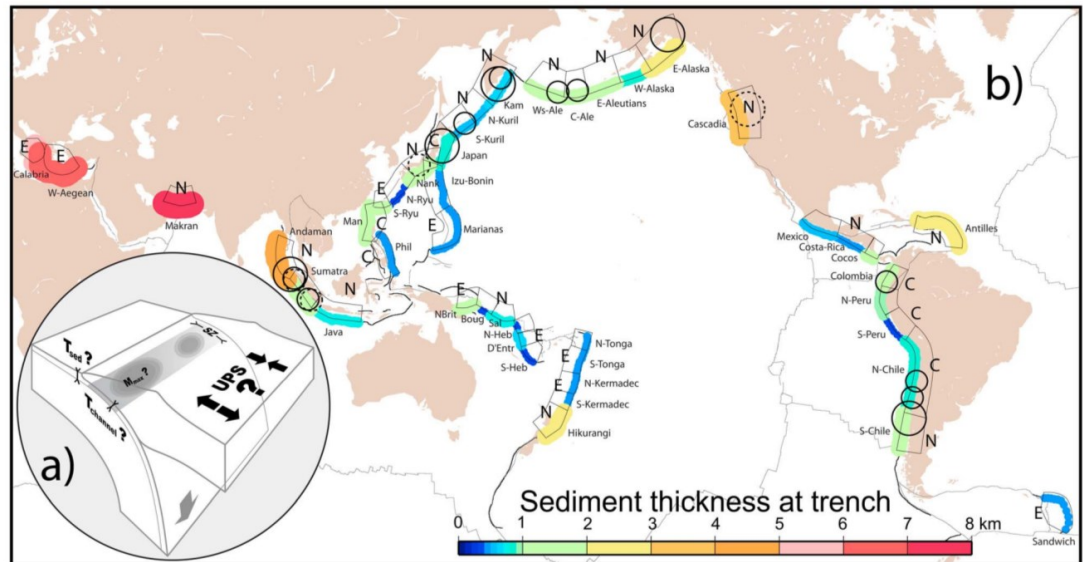 b)
N
N
N
N
E-Alaska
W-Alaska
Kam
Ws-Ale
C-Ale
E-Aleutians
N
N-Kuril
S-Kuril
N
Cascadia
C
Japan
E
E
Calabria
W-Aegean
N
Nank
Izu-Bonin
N
Makran
E
N-Ryu
S-Ryu
Man
C
Phil
C
E
Marianas
Andaman
N
Sumatra
N
Java
Mexico
N
Costa-Rica
Cocos
N
Antilles
Colombia
C
N-Peru
C
S-Peru
E
N
NBrit
Boug
Sal
N-Heb
D'Entr
S-Heb
E
E
N-Tonga
S-Tonga
E
N-Kermadec
S-Kermadec
N
Hikurangi
N-Chile
C
S-Chile
N
Tsed ?
SZ
Mmax ?
UPS
?
Tchannel ?
a)
Sediment thickness at trench
0 1 2 3 4 5 6 7 8 km
E
Sandwich